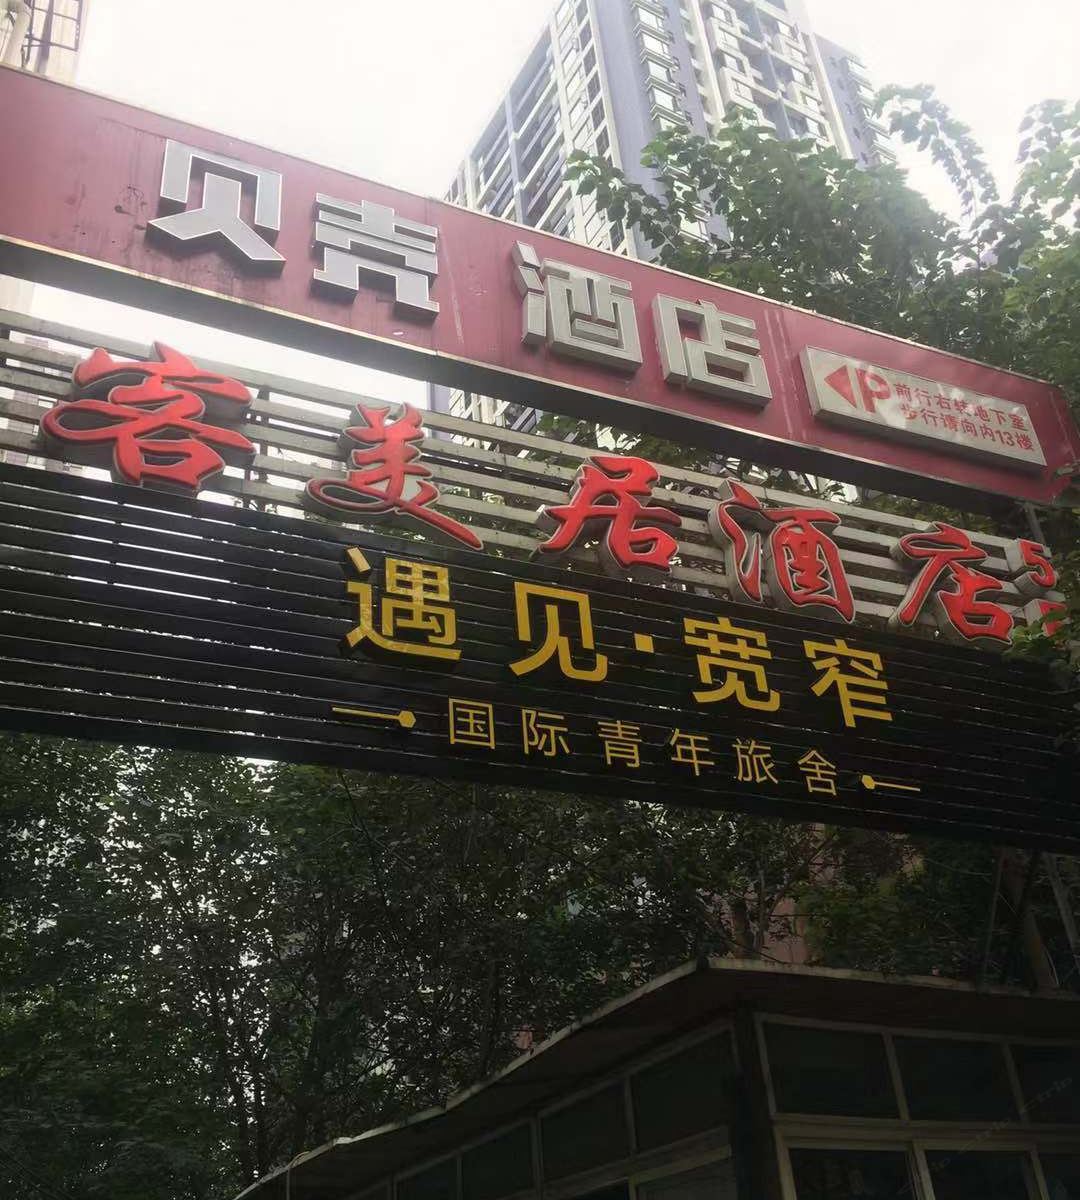 贝壳酒店
P 前行右转地下室
步行请向内13楼
客美居酒店 5
遇见·宽窄
国际青年旅舍